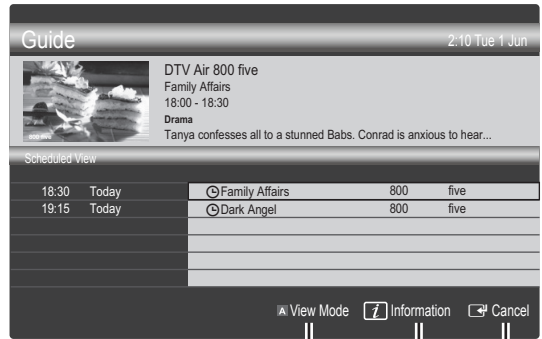 Guide 2:10 Tue 1 Jun
DTV Air 800 five
Family Affairs
18:00 - 18:30
Drama
Tanya confesses all to a stunned Babs. Conrad is anxious to hear...
800 five
Scheduled View
18:30 Today Family Affairs 800 five
19:15 Today Dark Angel 800 five
A View Mode i Information Cancel